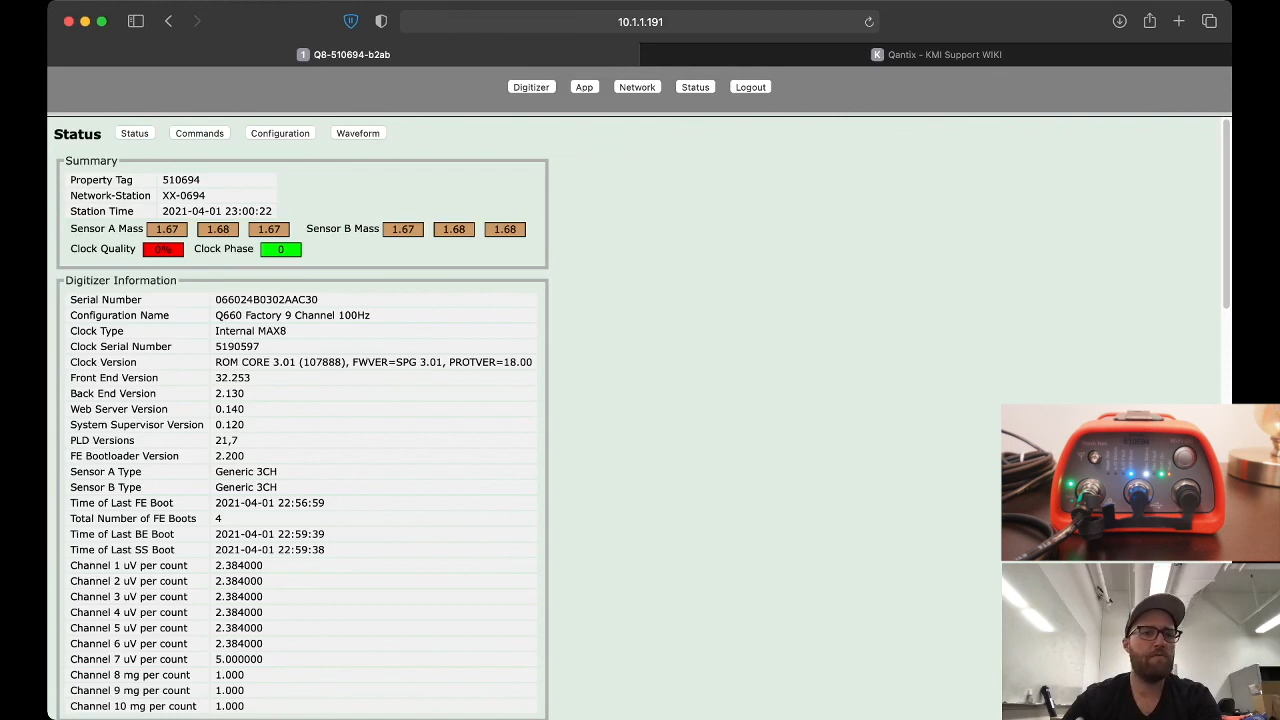 10.1.1.191
1 Q8-510694-b2ab
K Qantix - KMI Support WIKI
Digitizer App Network Status Logout
Status Status Commands Configuration Waveform
Summary
Property Tag 510694
Network-Station XX-0694
Station Time 2021-04-01 23:00:22
Sensor A Mass 1.67 1.68 1.67 Sensor B Mass 1.67 1.68 1.68
Clock Quality 0% Clock Phase 0
Digitizer Information
Serial Number 066024B0302AAC30
Configuration Name Q660 Factory 9 Channel 100Hz
Clock Type Internal MAX8
Clock Serial Number 5190597
Clock Version ROM CORE 3.01 (107888), FWVER=SPG 3.01, PROTVER=18.00
Front End Version 32.253
Back End Version 2.130
Web Server Version 0.140
System Supervisor Version 0.120
PLD Versions 21,7
FE Bootloader Version 2.200
Sensor A Type Generic 3CH
Sensor B Type Generic 3CH
Time of Last FE Boot 2021-04-01 22:56:59
Total Number of FE Boots 4
Time of Last BE Boot 2021-04-01 22:59:39
Time of Last SS Boot 2021-04-01 22:59:38
Channel 1 uV per count 2.384000
Channel 2 uV per count 2.384000
Channel 3 uV per count 2.384000
Channel 4 uV per count 2.384000
Channel 5 uV per count 2.384000
Channel 6 uV per count 2.384000
Channel 7 uV per count 5.000000
Channel 8 mg per count 1.000
Channel 9 mg per count 1.000
Channel 10 mg per count 1.000